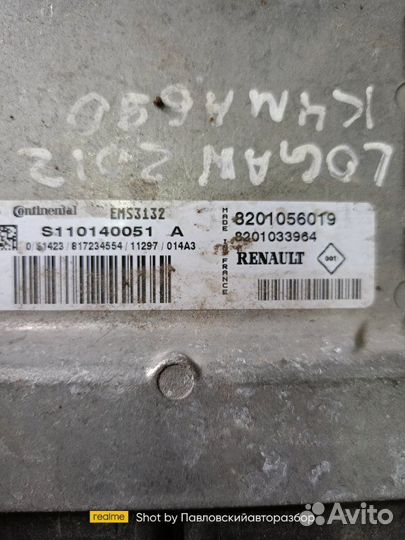 LOGAN 2012
K4MA690
Continental EMS3132
S110140051 A
0 S1423 / 817234554 / 11297 / 014A3
MADE IN FRANCE
8201056019
8201033964
RENAULT 001
realme Shot by Павловскийавторазбор
Avito